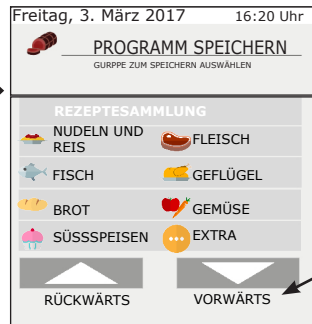 Freitag, 3. März 2017 16:20 Uhr
PROGRAMM SPEICHERN
GURPPE ZUM SPEICHERN AUSWÄHLEN
REZEPTESAMMLUNG
NUDELN UND REIS FLEISCH
FISCH GEFLÜGEL
BROT GEMÜSE
SÜSSSPEISEN EXTRA
RÜCKWÄRTS VORWÄRTS